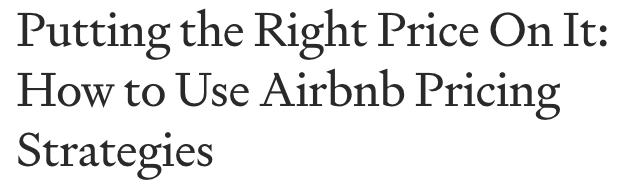 Putting the Right Price On It:
How to Use Airbnb Pricing
Strategies